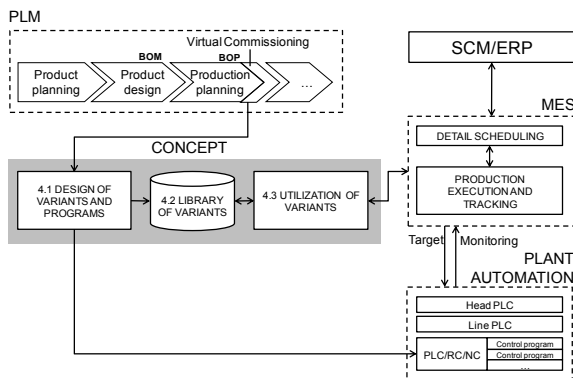 PLM
Virtual Commissioning
BOM
BOP
Product
planning
Product
design
Production
planning
...
SCM/ERP
MES
DETAIL SCHEDULING
PRODUCTION
EXECUTION AND
TRACKING
CONCEPT
4.1 DESIGN OF
VARIANTS AND
PROGRAMS
4.2 LIBRARY
OF VARIANTS
4.3 UTILIZATION OF
VARIANTS
Target
Monitoring
PLANT
AUTOMATION
Head PLC
Line PLC
PLC/RC/NC
Control program
Control program
...